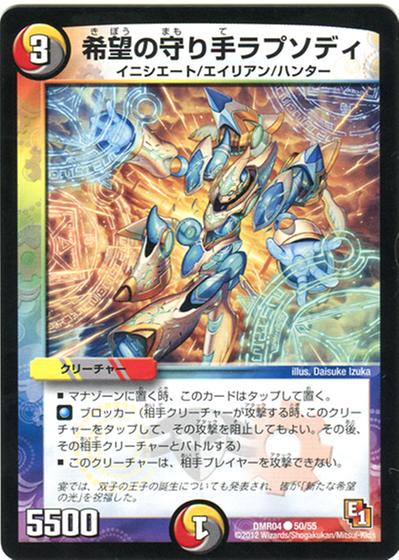 3
希望の守り手ラプソディ
イニシエート/エイリアン/ハンター
illus. Daisuke Izuka
クリーチャー
■ マナゾーンに置く時、このカードはタップして置く。
ブロッカー（相手クリーチャーが攻撃する時、このクリー
チャーをタップして、その攻撃を阻止してもよい。その後、
その相手クリーチャーとバトルする）
■ このクリーチャーは、相手プレイヤーを攻撃できない。
宴では、双子の王子の誕生についても発表され、皆が「新たな希望
の光」を祝福した。
5500
1
DMR04 ● 50/55
©2012 Wizards/Shogakukan/Mitsui-Kids
E1